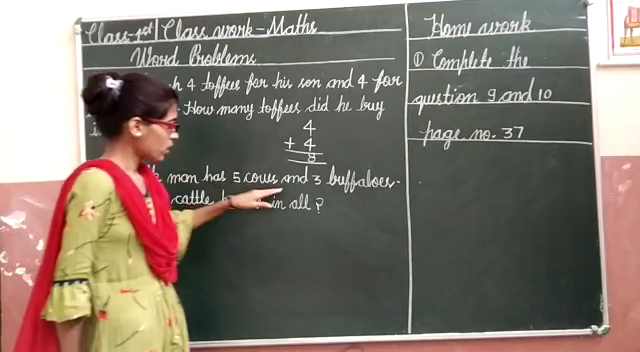 Class-1st | Class work - Maths
Word Problems
4 toffees for his son and 4 for
How many toffees did he buy
4
+ 4
8
man has 5 cows and 3 buffaloes.
cattle in all ?
Home work
① Complete the
question 9 and 10
page no. 37